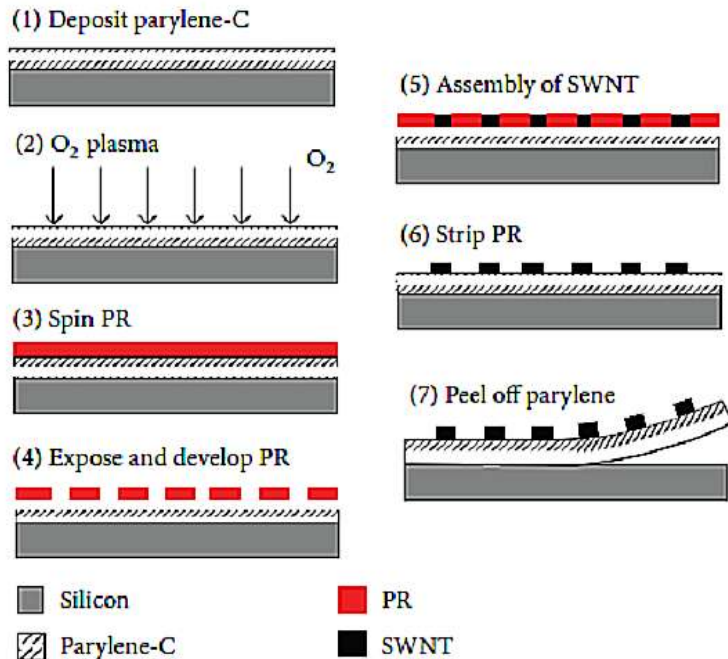 (1) Deposit parylene-C
(2) O₂ plasma
O₂
(3) Spin PR
(4) Expose and develop PR
(5) Assembly of SWNT
(6) Strip PR
(7) Peel off parylene
Silicon
PR
Parylene-C
SWNT